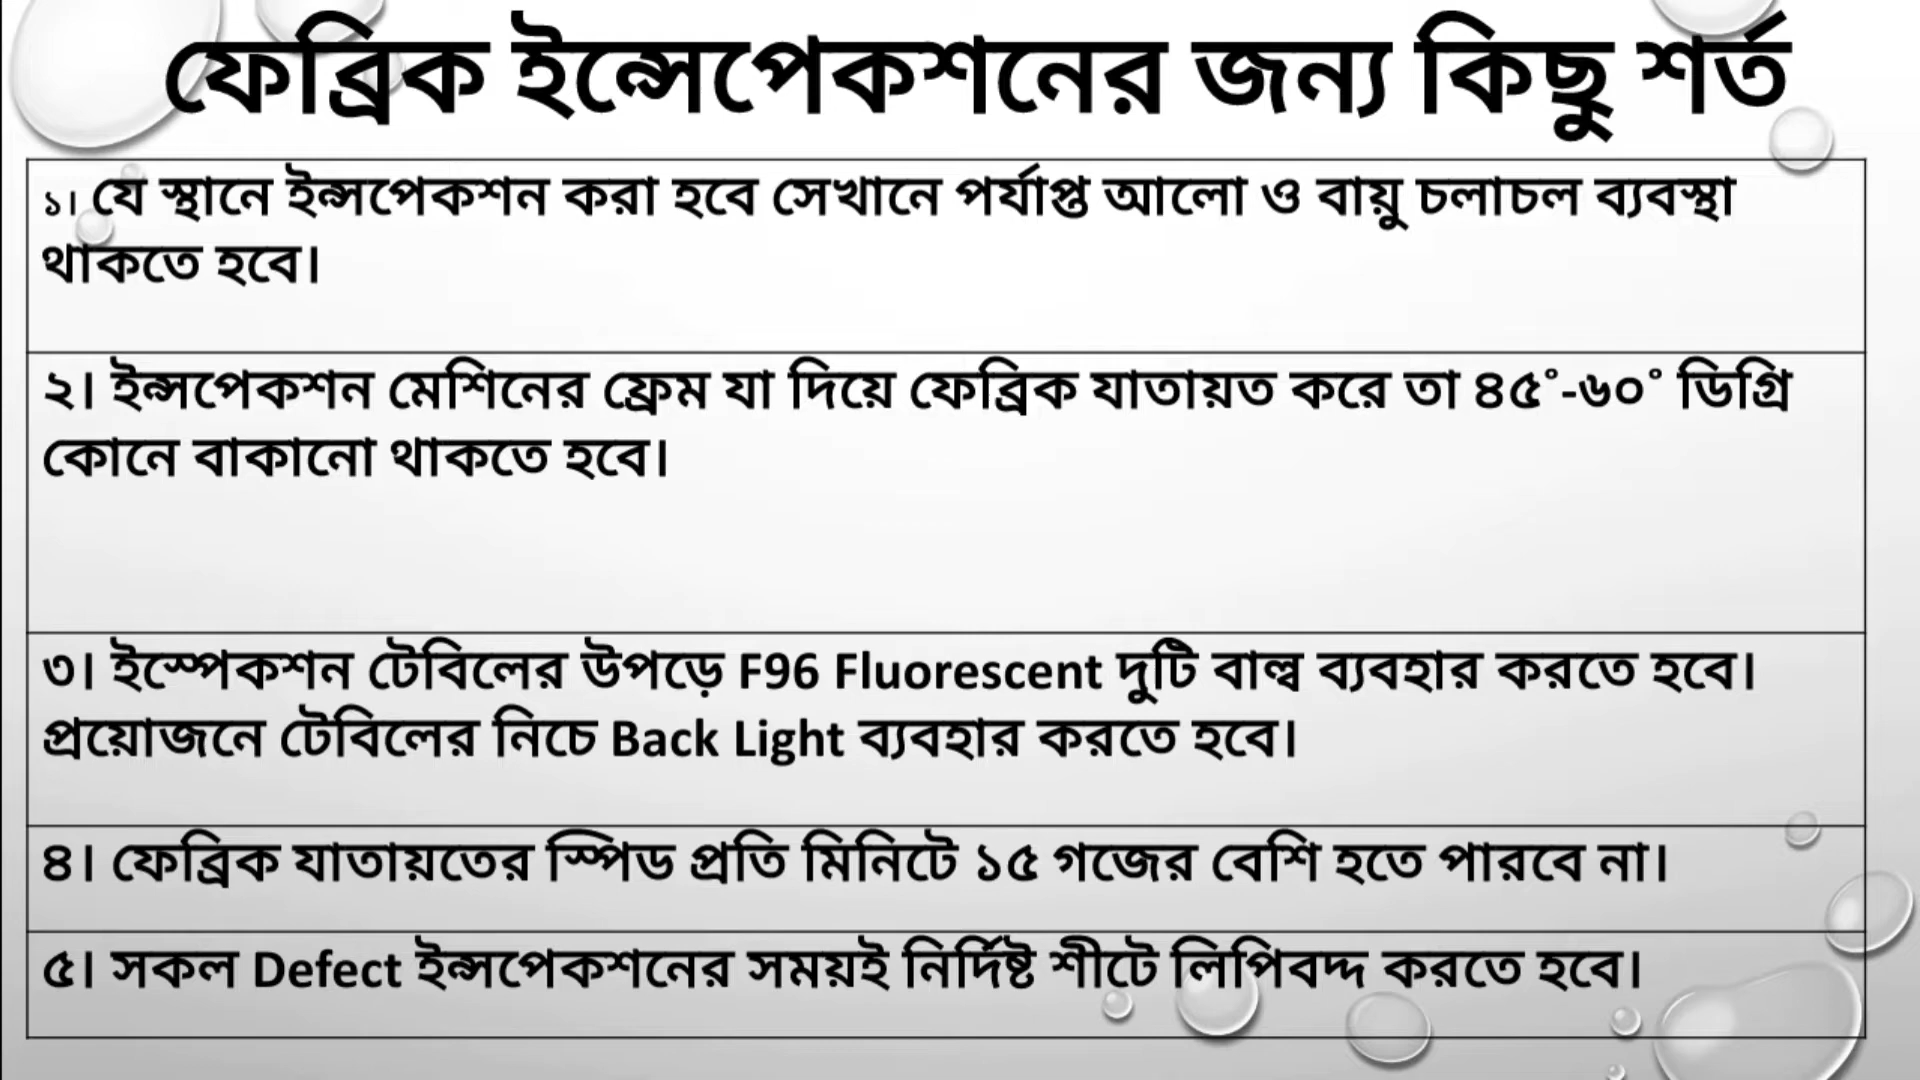 ফেব্রিক ইন্সেপেকশনের জন্য কিছু শর্ত
১। যে স্থানে ইন্সপেকশন করা হবে সেখানে পর্যাপ্ত আলো ও বায়ু চলাচল ব্যবস্থা
থাকতে হবে।
২। ইন্সপেকশন মেশিনের ফ্রেম যা দিয়ে ফেব্রিক যাতায়ত করে তা ৪৫°-৬০° ডিগ্রি
কোনে বাকানো থাকতে হবে।
৩। ইস্পেকশন টেবিলের উপড়ে F96 Fluorescent দুটি বাল্ব ব্যবহার করতে হবে।
প্রয়োজনে টেবিলের নিচে Back Light ব্যবহার করতে হবে।
৪। ফেব্রিক যাতায়তের স্পিড প্রতি মিনিটে ১৫ গজের বেশি হতে পারবে না।
৫। সকল Defect ইন্সপেকশনের সময়ই নির্দিষ্ট শীটে লিপিবদ্দ করতে হবে।